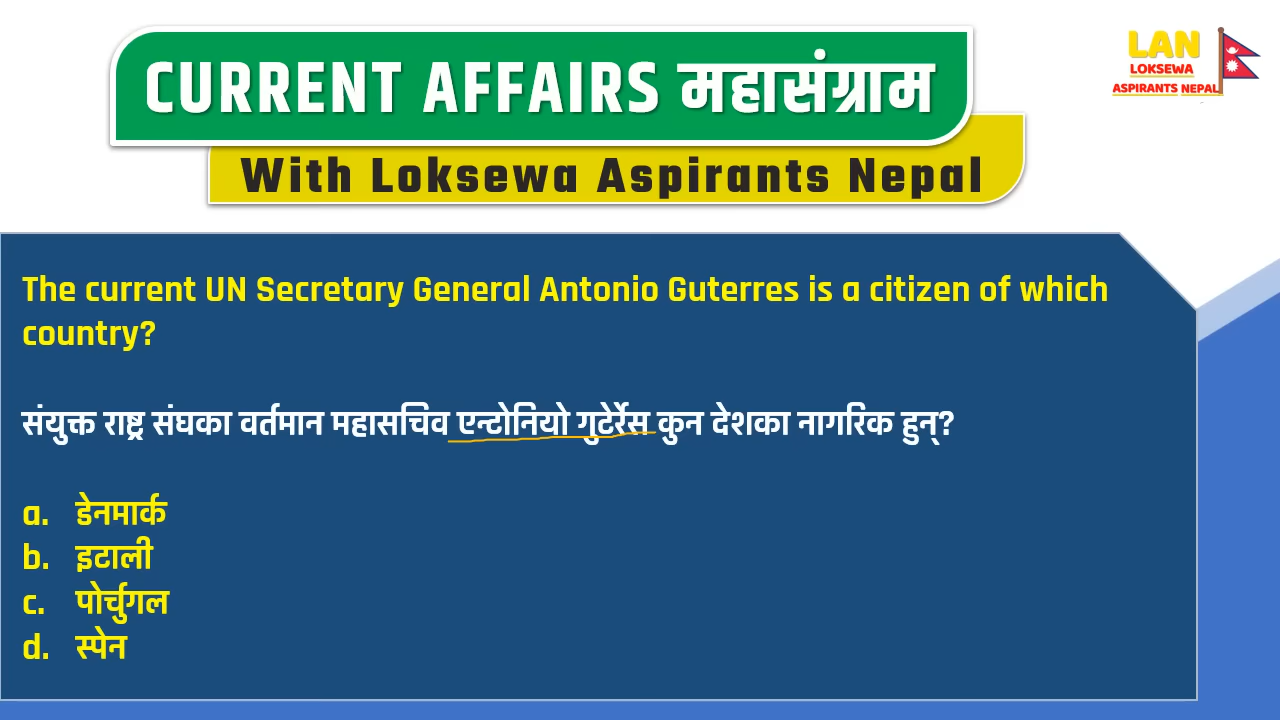 CURRENT AFFAIRS महासंग्राम
With Loksewa Aspirants Nepal
LAN
LOKSEWA
ASPIRANTS NEPAL
The current UN Secretary General Antonio Guterres is a citizen of which
country?
संयुक्त राष्ट्र संघका वर्तमान महासचिव एन्टोनियो गुटेर्रेस कुन देशका नागरिक हुन्?
a. डेनमार्क
b. इटाली
c. पोर्चुगल
d. स्पेन